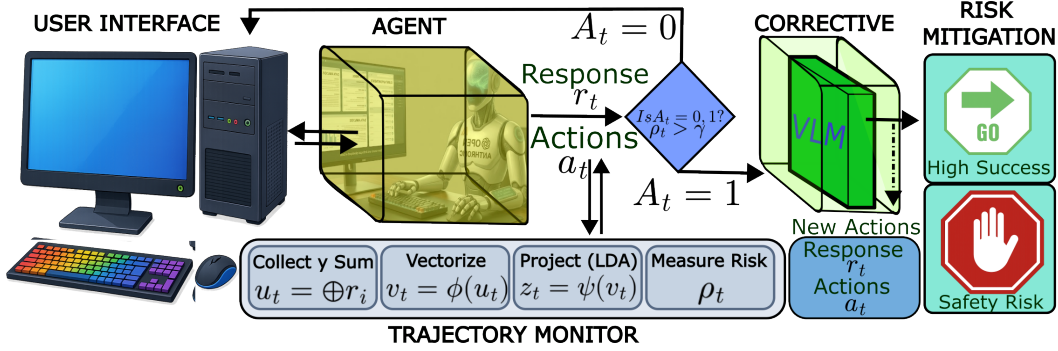 USER INTERFACE
AGENT
A_t = 0
CORRECTIVE
RISK
MITIGATION
Response
r_t
Actions
a_t
IsA_t = 0, 1?
ρ_t > γ
A_t = 1
VLM
GO
High Success
New Actions
Response
r_t
Actions
a_t
Safety Risk
Collect y Sum
u_t = ⊕r_i
Vectorize
v_t = φ(u_t)
Project (LDA)
z_t = ψ(v_t)
Measure Risk
ρ_t
TRAJECTORY MONITOR